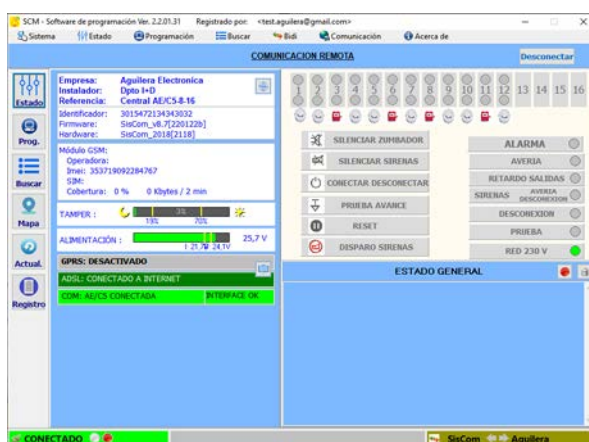 SCM - Software de programación Ver. 2.2.01.31 Registrado por: <test.aguilera@gmail.com>
Sistema Estado Programación Buscar Bidi Comunicación Acerca de
COMUNICACION REMOTA
Desconectar
Estado
Prog.
Buscar
Mapa
Actual.
Registro
Empresa: Aguilera Electronica
Instalador: Dpto I+D
Referencia: Central AE/C5-8-16
Identificador: 3015472134343032
Firmware: SisCom_v8.7[220122b]
Hardware: SisCom_2018[2118]
Módulo GSM:
Operadora:
Imei: 353719092284767
SIM:
Cobertura: 0 % 0 Kbytes / 2 min
TAMPER : 3%
19% 70%
ALIMENTACIÓN : 25,7 V
GPRS: DESACTIVADO
ADSL: CONECTADO A INTERNET
COM: AE/C5 CONECTADA INTERFACE OK
1 2 3 4 5 6 7 8 9 10 11 12 13 14 15 16
SILENCIAR ZUMBADOR
SILENCIAR SIRENAS
CONECTAR DESCONECTAR
PRUEBA AVANCE
RESET
DISPARO SIRENAS
ALARMA
AVERIA
RETARDO SALIDAS
SIRENAS AVERIA DESCONEXION
DESCONEXION
PRUEBA
RED 230 V
ESTADO GENERAL
CONECTADO
SisCom Aguilera